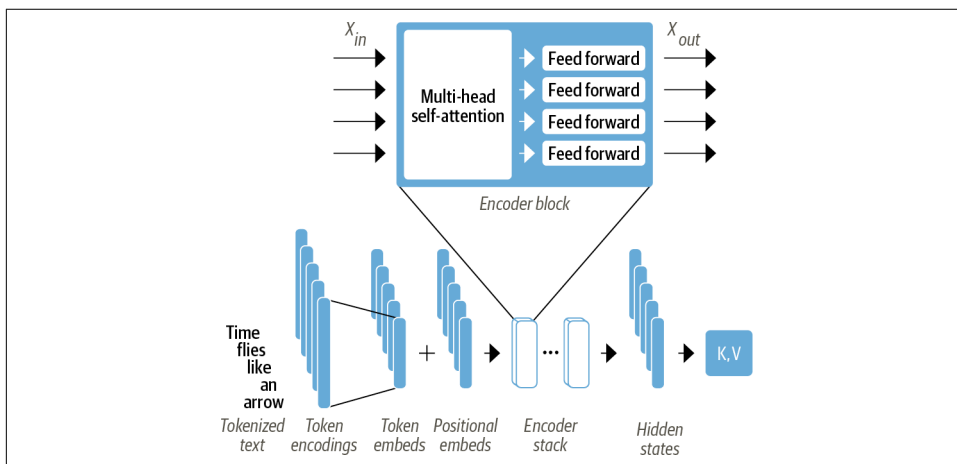 X_in
X_out
Feed forward
Feed forward
Feed forward
Feed forward
Multi-head
self-attention
Encoder block
Time
flies
like
an
arrow
+
...
K, V
Tokenized
text
Token
encodings
Token
embeds
Positional
embeds
Encoder
stack
Hidden
states